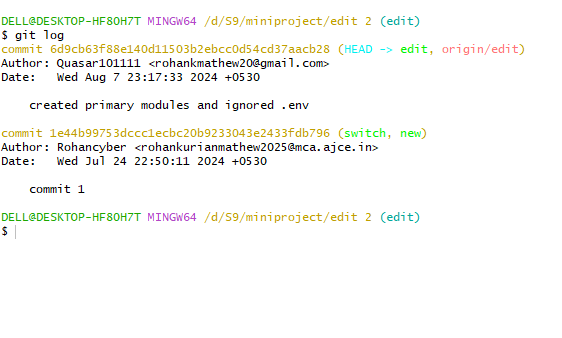 DELL@DESKTOP-HF8OH7T MINGW64 /d/S9/miniproject/edit 2 (edit)
$ git log
commit 6d9cb63f88e140d11503b2ebcc0d54cd37aacb28 (HEAD -> edit, origin/edit)
Author: Quasar101111 <rohankmathew20@gmail.com>
Date:   Wed Aug 7 23:17:33 2024 +0530
created primary modules and ignored .env
commit 1e44b99753dccc1ecbc20b9233043e2433fdb796 (switch, new)
Author: Rohancyber <rohankurianmathew2025@mca.ajce.in>
Date:   Wed Jul 24 22:50:11 2024 +0530
commit 1
DELL@DESKTOP-HF8OH7T MINGW64 /d/S9/miniproject/edit 2 (edit)
$